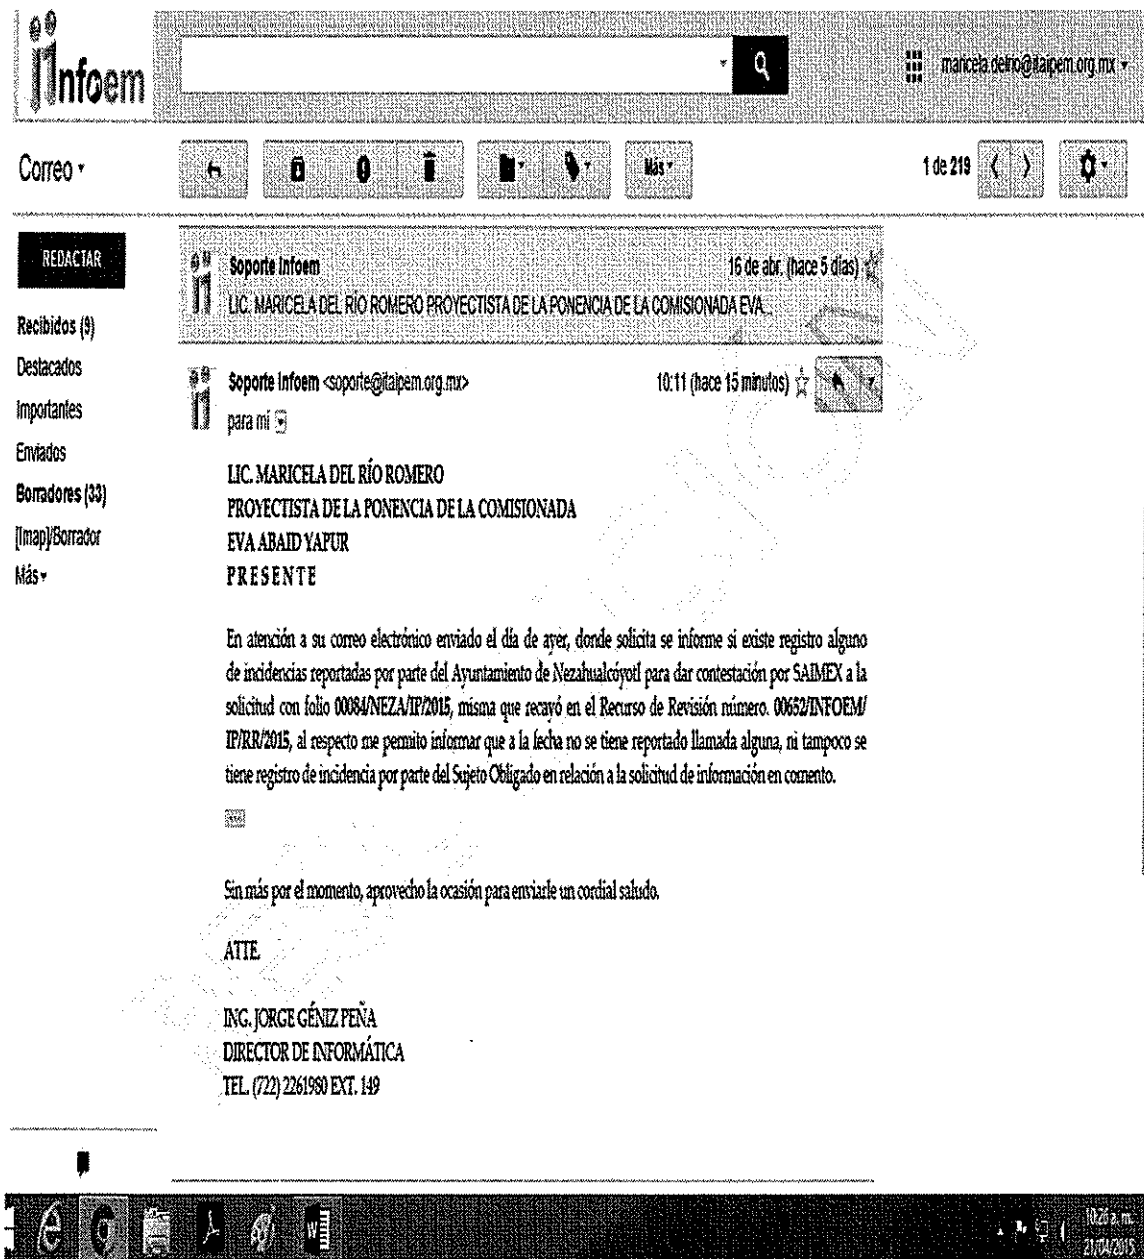 infoem
maricela.delrio@itaipem.org.mx
Correo
Más
1 de 219
REDACTAR
Recibidos (9)
Destacados
Importantes
Enviados
Borradores (33)
[Imap]/Borrador
Más
Soporte Infoem
16 de abr. (hace 5 días)
LIC. MARICELA DEL RÍO ROMERO PROYECTISTA DE LA PONENCIA DE LA COMISIONADA EVA...
Soporte Infoem <soporte@itaipem.org.mx>
10:11 (hace 15 minutos)
para mí
LIC. MARICELA DEL RÍO ROMERO
PROYECTISTA DE LA PONENCIA DE LA COMISIONADA
EVA ABAID YAPUR
P R E S E N T E
En atención a su correo electrónico enviado el día de ayer, donde solicita se informe si existe registro alguno
de incidencias reportadas por parte del Ayuntamiento de Nezahualcóyotl para dar contestación por SAIMEX a la
solicitud con folio 00084/NEZA/IP/2015, misma que recayó en el Recurso de Revisión número. 00652/INFOEM/
IP/RR/2015, al respecto me permito informar que a la fecha no se tiene reportado llamada alguna, ni tampoco se
tiene registro de incidencia por parte del Sujeto Obligado en relación a la solicitud de información en comento.
Sin más por el momento, aprovecho la ocasión para enviarle un cordial saludo.
ATTE.
ING. JORGE GÉNIZ PEÑA
DIRECTOR DE INFORMÁTICA
TEL. (722) 2261980 EXT. 149
10:26 a. m.
21/04/2015